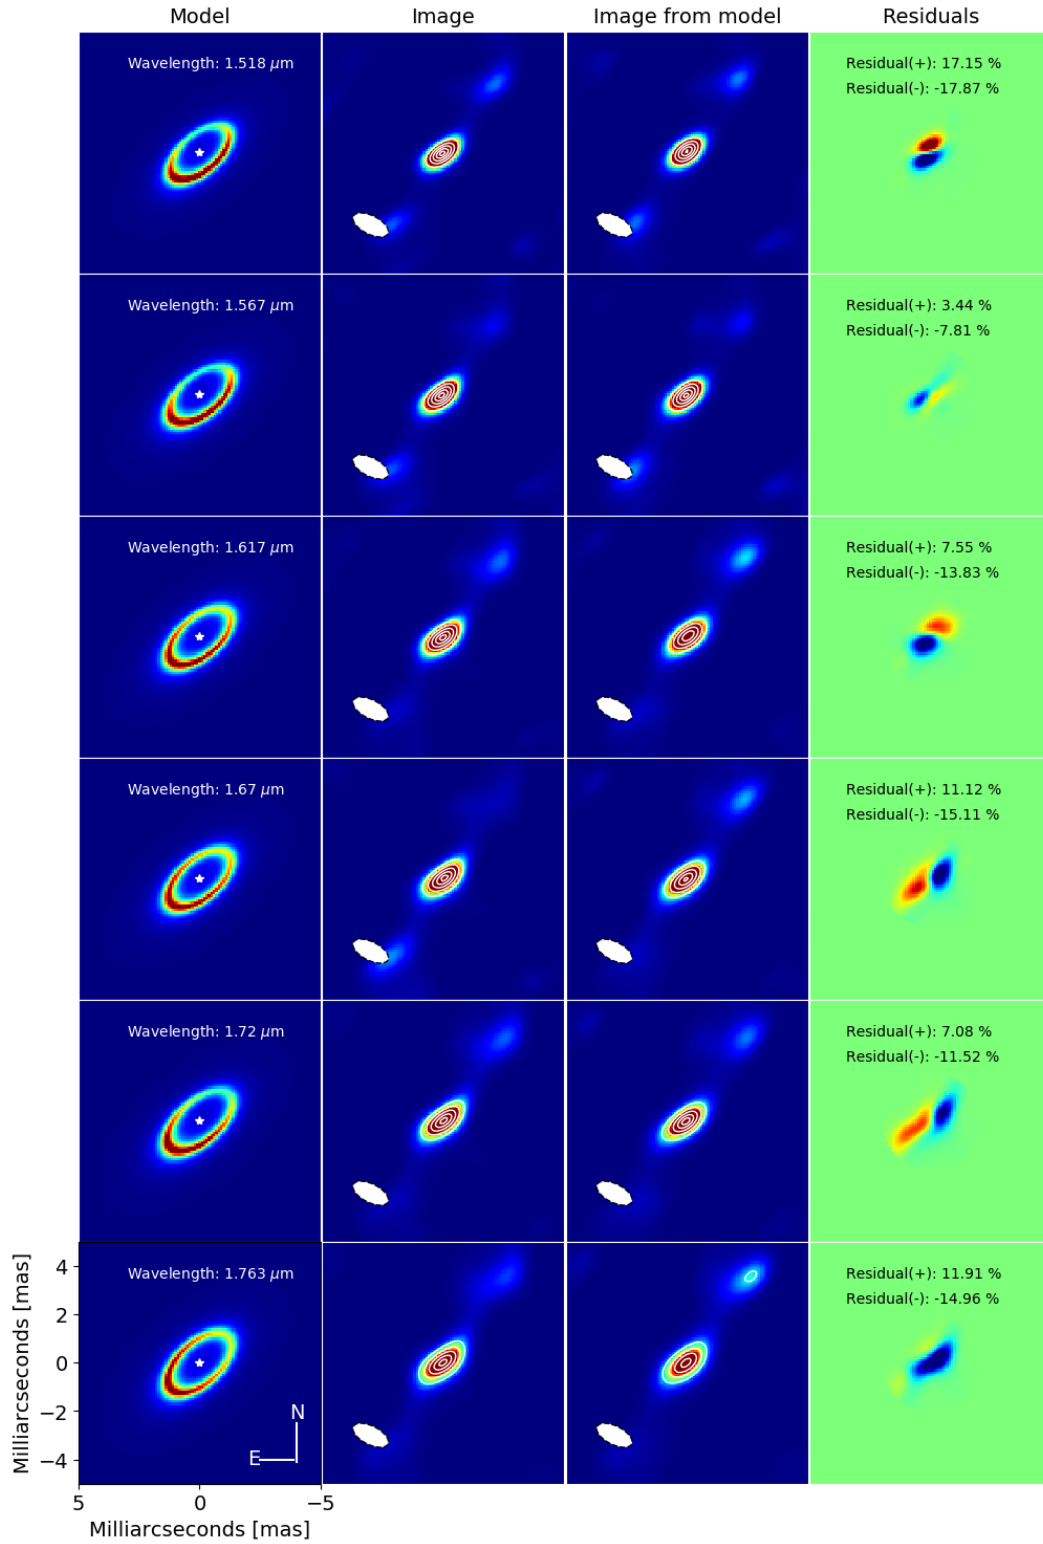 Model Image Image from model Residuals
Wavelength: 1.518 μm
Residual(+): 17.15 %
Residual(-): -17.87 %
Wavelength: 1.567 μm
Residual(+): 3.44 %
Residual(-): -7.81 %
Wavelength: 1.617 μm
Residual(+): 7.55 %
Residual(-): -13.83 %
Wavelength: 1.67 μm
Residual(+): 11.12 %
Residual(-): -15.11 %
Wavelength: 1.72 μm
Residual(+): 7.08 %
Residual(-): -11.52 %
Wavelength: 1.763 μm
Residual(+): 11.91 %
Residual(-): -14.96 %
Milliarcseconds [mas]
4
2
0
−2
−4
N
E
5 0 −5
Milliarcseconds [mas]